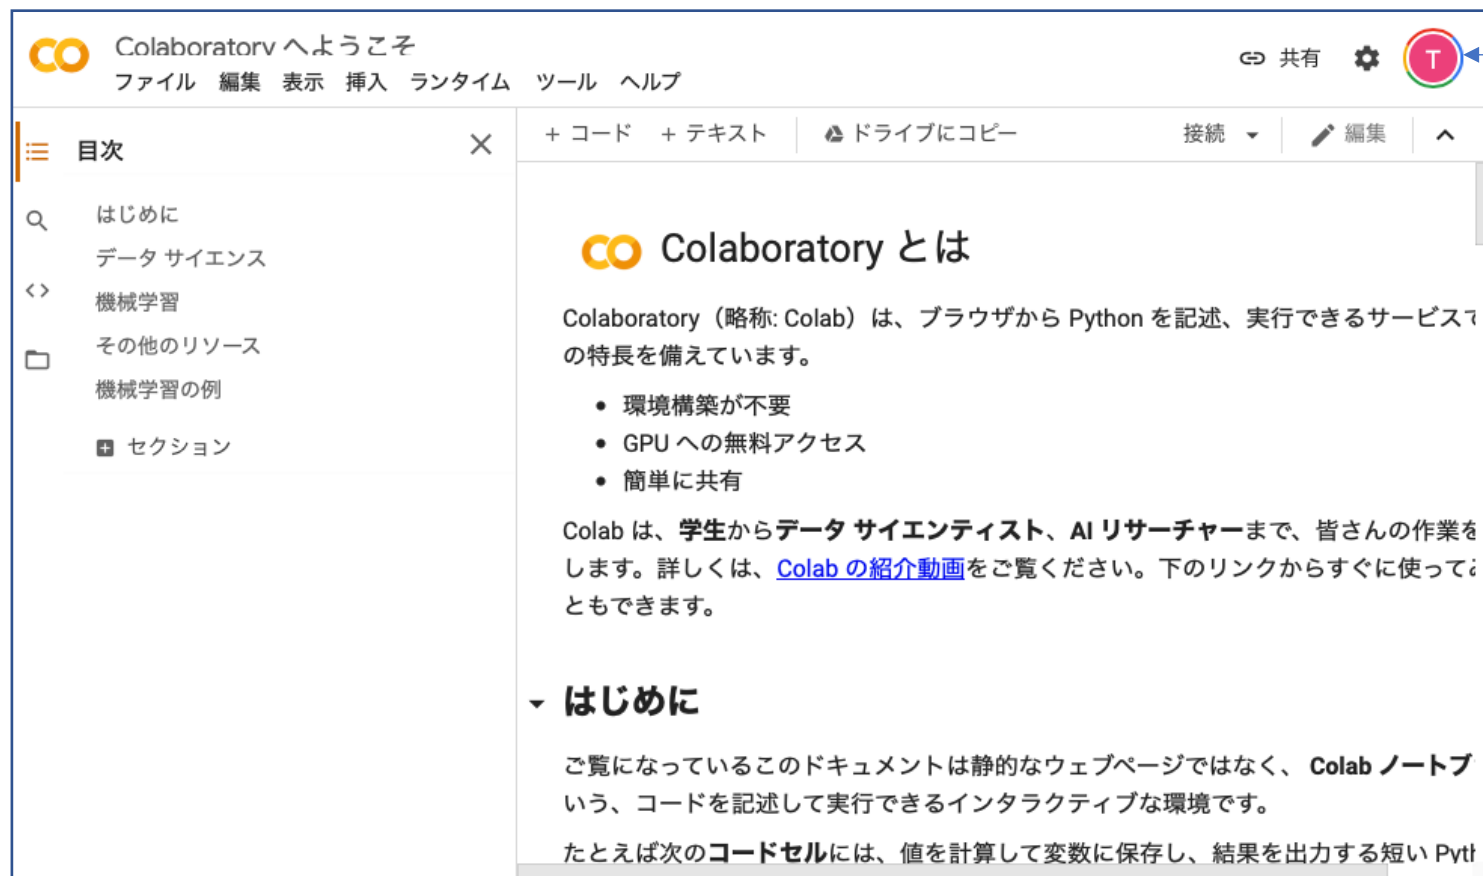 Colaboratory へようこそ
ファイル 編集 表示 挿入 ランタイム ツール ヘルプ
共有
T
目次
はじめに
データ サイエンス
機械学習
その他のリソース
機械学習の例
セクション
+ コード + テキスト ドライブにコピー 接続 編集
Colaboratory とは
Colaboratory（略称: Colab）は、ブラウザから Python を記述、実行できるサービス
の特長を備えています。
• 環境構築が不要
• GPU への無料アクセス
• 簡単に共有
Colab は、学生からデータ サイエンティスト、AI リサーチャーまで、皆さんの作業を
します。詳しくは、Colab の紹介動画をご覧ください。下のリンクからすぐに使って
ともできます。
はじめに
ご覧になっているこのドキュメントは静的なウェブページではなく、 Colab ノートブ
いう、コードを記述して実行できるインタラクティブな環境です。
たとえば次のコードセルには、値を計算して変数に保存し、結果を出力する短い Pyt